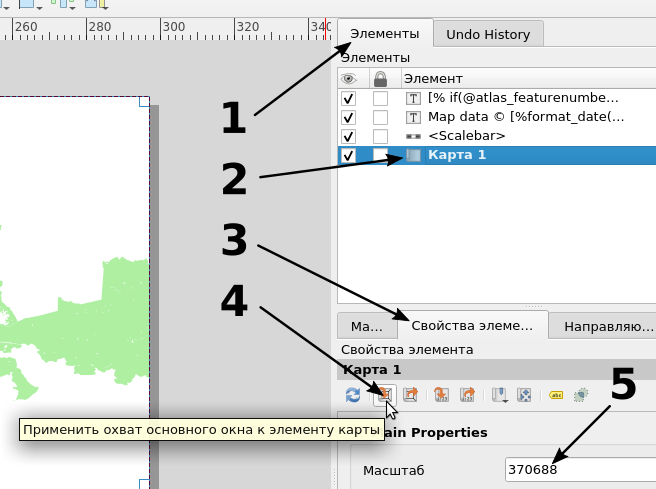 260 280 300 320 340
Элементы Undo History
Элементы
Элемент
[% if(@atlas_featurenumbe...
1
T
Map data © [%format_date(...
T
<Scalebar>
2
Карта 1
3
4
Ма... Свойства элеме... Направляю...
Свойства элемента
Карта 1
5
abc
Применить охват основного окна к элементу карты
ain Properties
Масштаб 370688